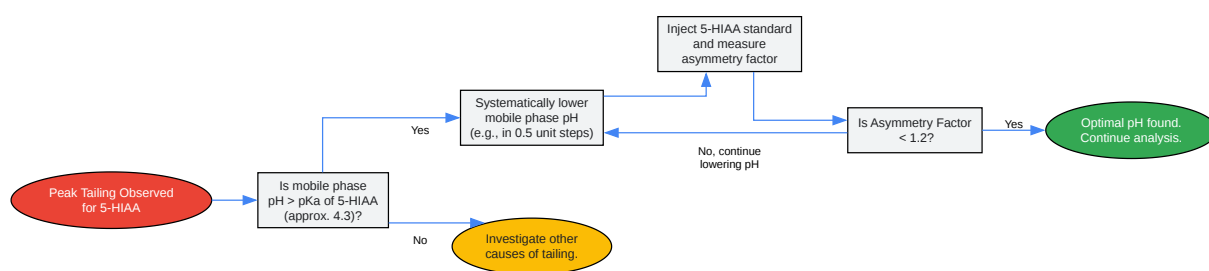 Peak Tailing Observed
for 5-HIAA
Is mobile phase
pH > pKa of 5-HIAA
(approx. 4.3)?
Yes
No
Investigate other
causes of tailing.
Systematically lower
mobile phase pH
(e.g., in 0.5 unit steps)
Inject 5-HIAA standard
and measure
asymmetry factor
Is Asymmetry Factor
< 1.2?
No, continue
lowering pH
Yes
Optimal pH found.
Continue analysis.